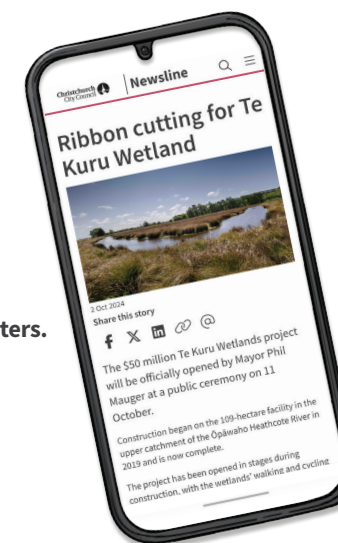 Christchurch
City Council
Newsline
Ribbon cutting for Te
Kuru Wetland
2 Oct 2024
Share this story
ters.
The $50 million Te Kuru Wetlands project
will be officially opened by Mayor Phil
Mauger at a public ceremony on 11
October.
Construction began on the 109-hectare facility in the
upper catchment of the Ōpāwaho Heathcote River in
2019 and is now complete.
The project has been opened in stages during
construction, with the wetlands' walking and cycling